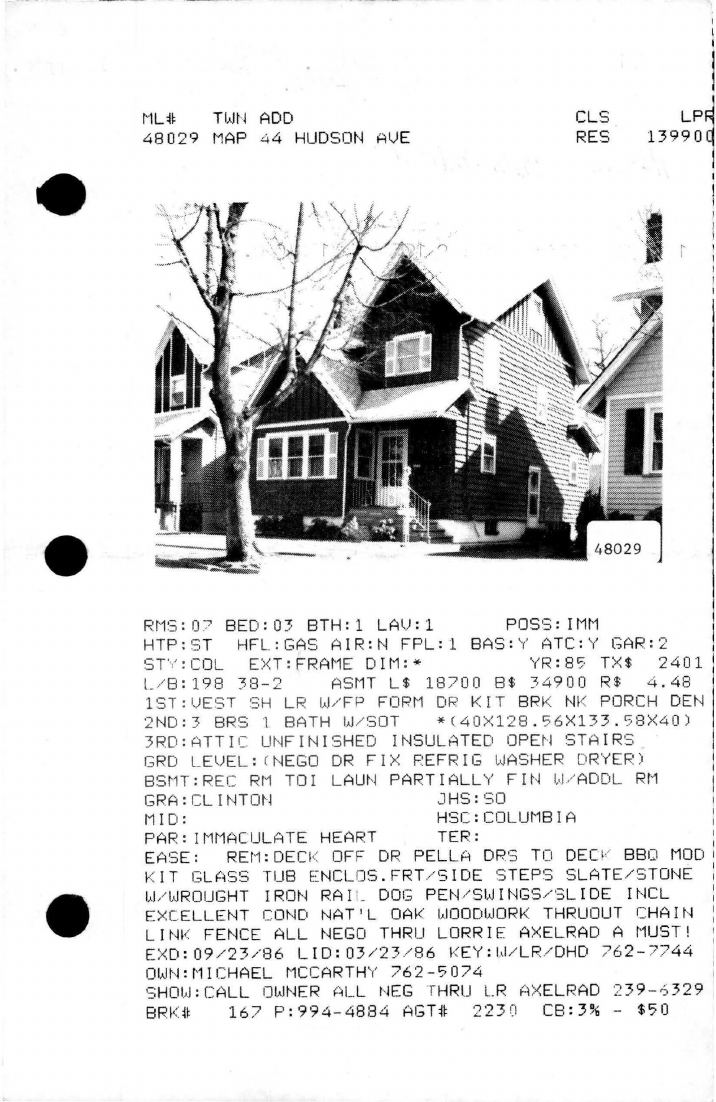 ML# TWN ADD CLS LPR
48029 MAP 44 HUDSON AVE RES 139900
48029
RMS:07 BED:03 BTH:1 LAV:1 POSS:IMM
HTP:ST HFL:GAS AIR:N FPL:1 BAS:Y ATC:Y GAR:2
STY:COL EXT:FRAME DIM:* YR:85 TX$ 2401
L/B:198 38-2 ASMT L$ 18700 B$ 34900 R$ 4.48
1ST:VEST SH LR W/FP FORM DR KIT BRK NK PORCH DEN
2ND:3 BRS 1 BATH W/SOT *(40X128.56X133.58X40)
3RD:ATTIC UNFINISHED INSULATED OPEN STAIRS
GRD LEVEL:(NEGO DR FIX REFRIG WASHER DRYER)
BSMT:REC RM TOI LAUN PARTIALLY FIN W/ADDL RM
GRA:CLINTON JHS:SO
MID: HSC:COLUMBIA
PAR:IMMACULATE HEART TER:
EASE: REM:DECK OFF DR PELLA DRS TO DECK BBQ MOD
KIT GLASS TUB ENCLOS.FRT/SIDE STEPS SLATE/STONE
W/WROUGHT IRON RAIL DOG PEN/SWINGS/SLIDE INCL
EXCELLENT COND NAT'L OAK WOODWORK THRUOUT CHAIN
LINK FENCE ALL NEGO THRU LORRIE AXELRAD A MUST!
EXD:09/23/86 LID:03/23/86 KEY:W/LR/DHD 762-7744
OWN:MICHAEL MCCARTHY 762-5074
SHOW:CALL OWNER ALL NEG THRU LR AXELRAD 239-6329
BRK# 167 P:994-4884 AGT# 2230 CB:3% - $50